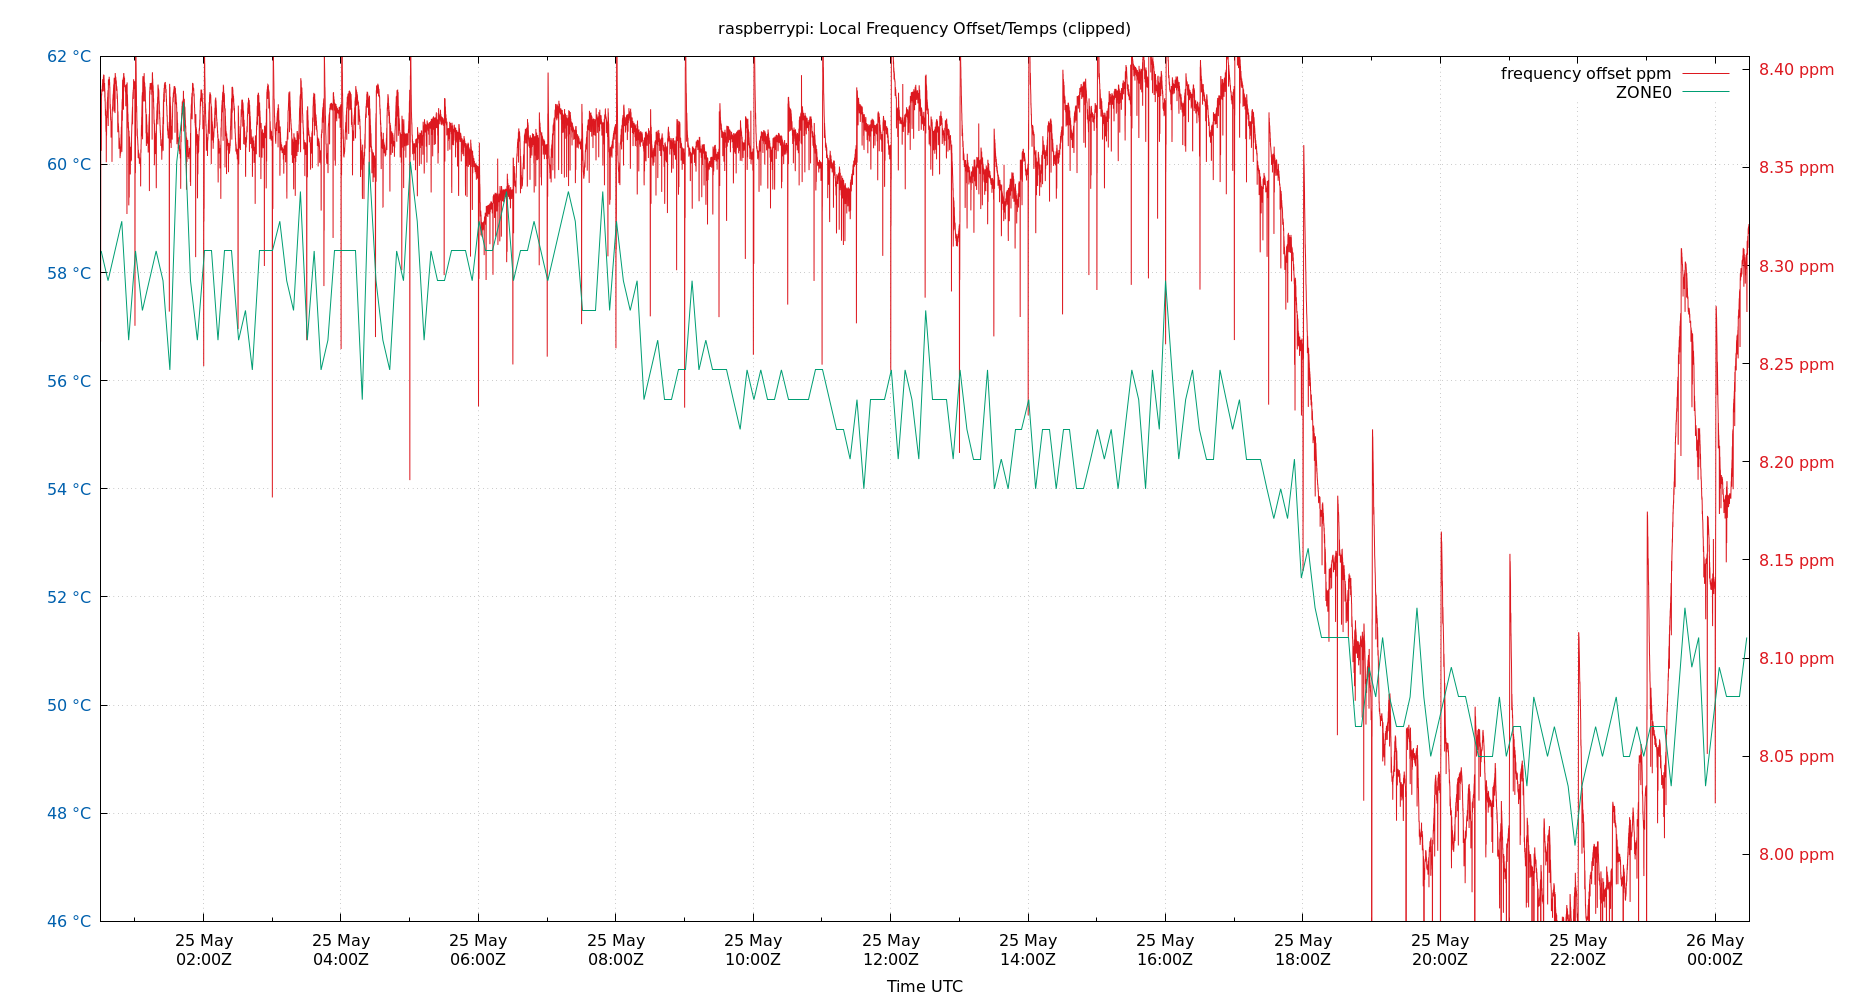 raspberrypi: Local Frequency Offset/Temps (clipped)
frequency offset ppm
ZONE0
62 °C
60 °C
58 °C
56 °C
54 °C
52 °C
50 °C
48 °C
46 °C
8.40 ppm
8.35 ppm
8.30 ppm
8.25 ppm
8.20 ppm
8.15 ppm
8.10 ppm
8.05 ppm
8.00 ppm
25 May
02:00Z
25 May
04:00Z
25 May
06:00Z
25 May
08:00Z
25 May
10:00Z
25 May
12:00Z
25 May
14:00Z
25 May
16:00Z
25 May
18:00Z
25 May
20:00Z
25 May
22:00Z
26 May
00:00Z
Time UTC